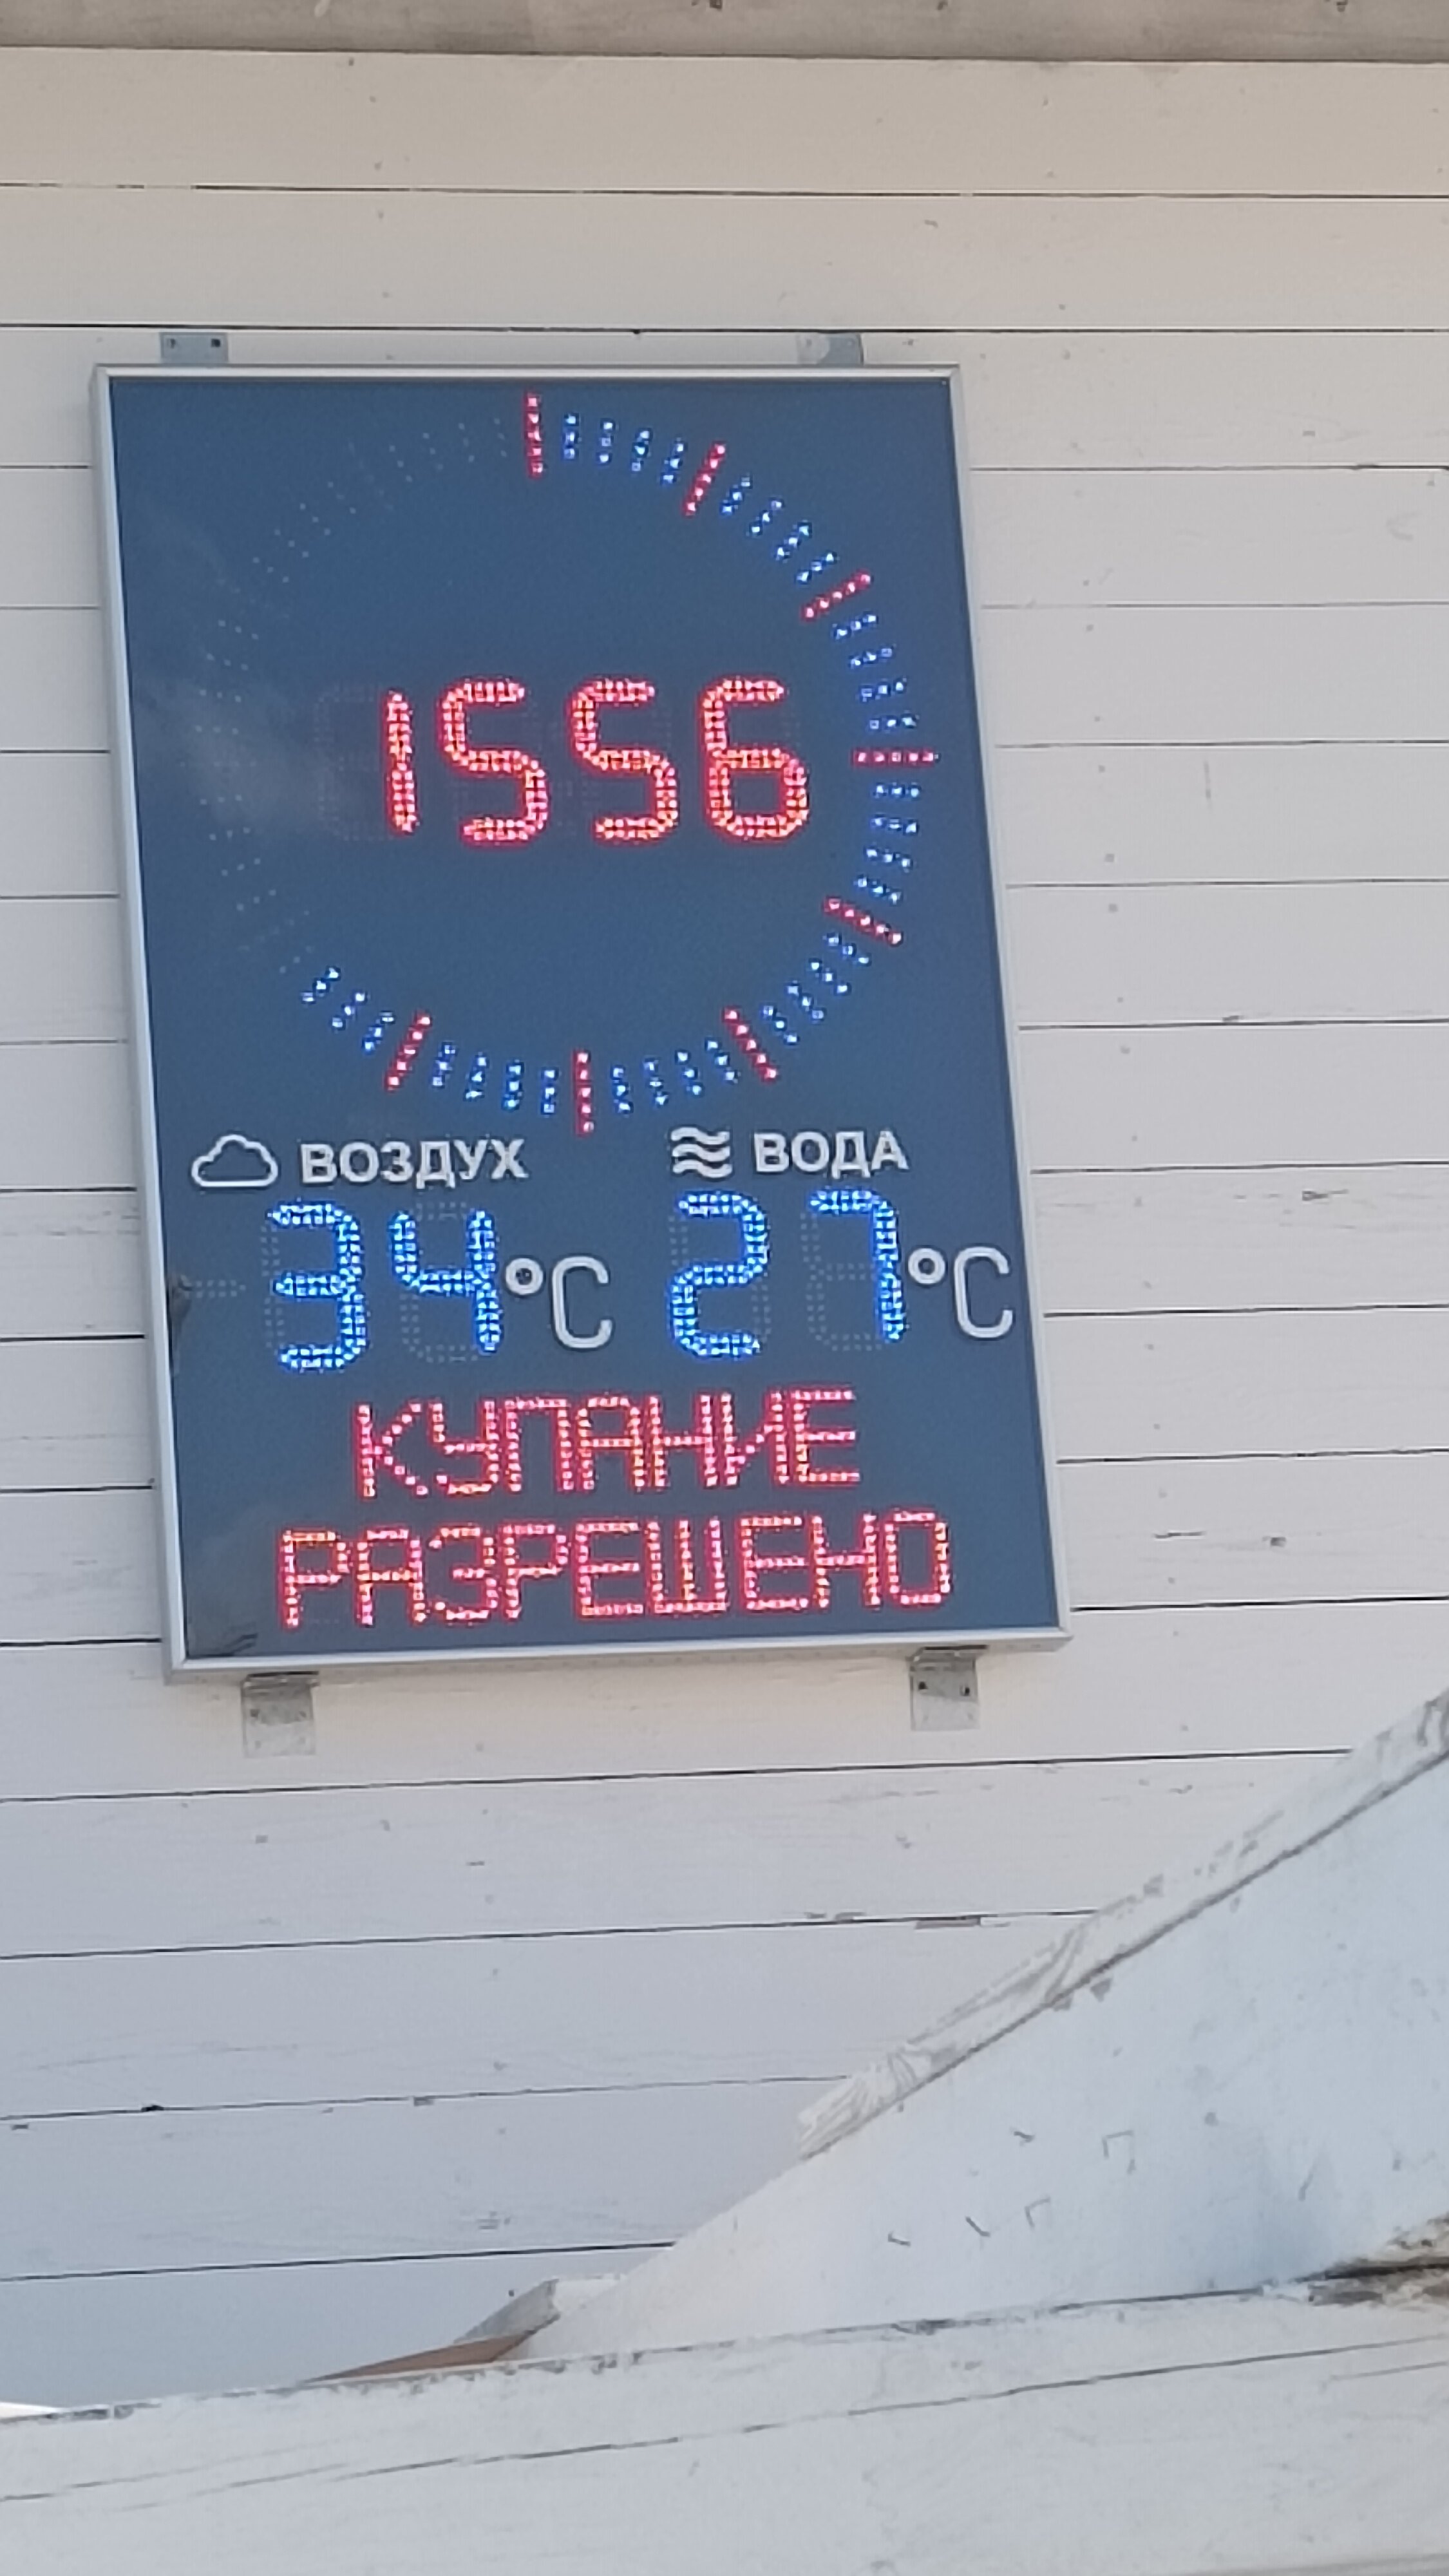 1556
ВОЗДУХ ВОДА
34°C 27°C
КУПАНИЕ
РАЗРЕШЕНО